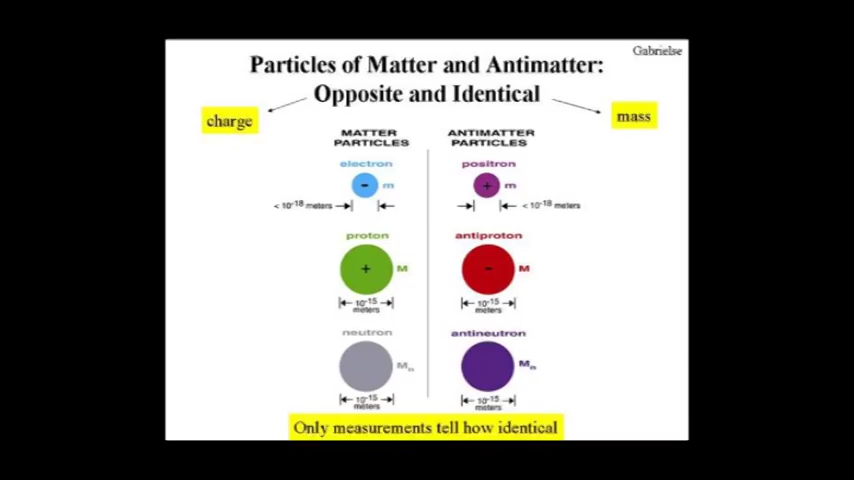 Gabrielse
Particles of Matter and Antimatter:
Opposite and Identical
charge
mass
MATTER
PARTICLES
ANTIMATTER
PARTICLES
electron
positron
- m
+ m
< 10-18 meters
< 10-18 meters
proton
antiproton
+ M
- M
10-15
meters
10-15
meters
neutron
antineutron
Mn
Mn
10-15
meters
10-15
meters
Only measurements tell how identical